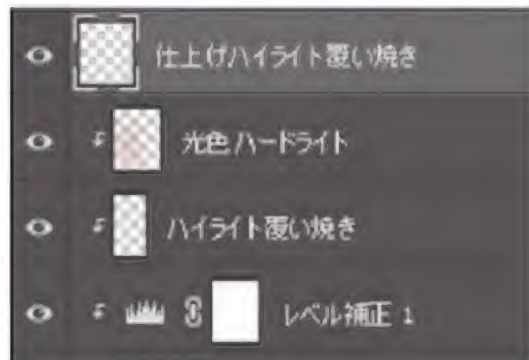 仕上げハイライト覆い焼き
光色 ハードライト
ハイライト覆い焼き
レベル補正 1